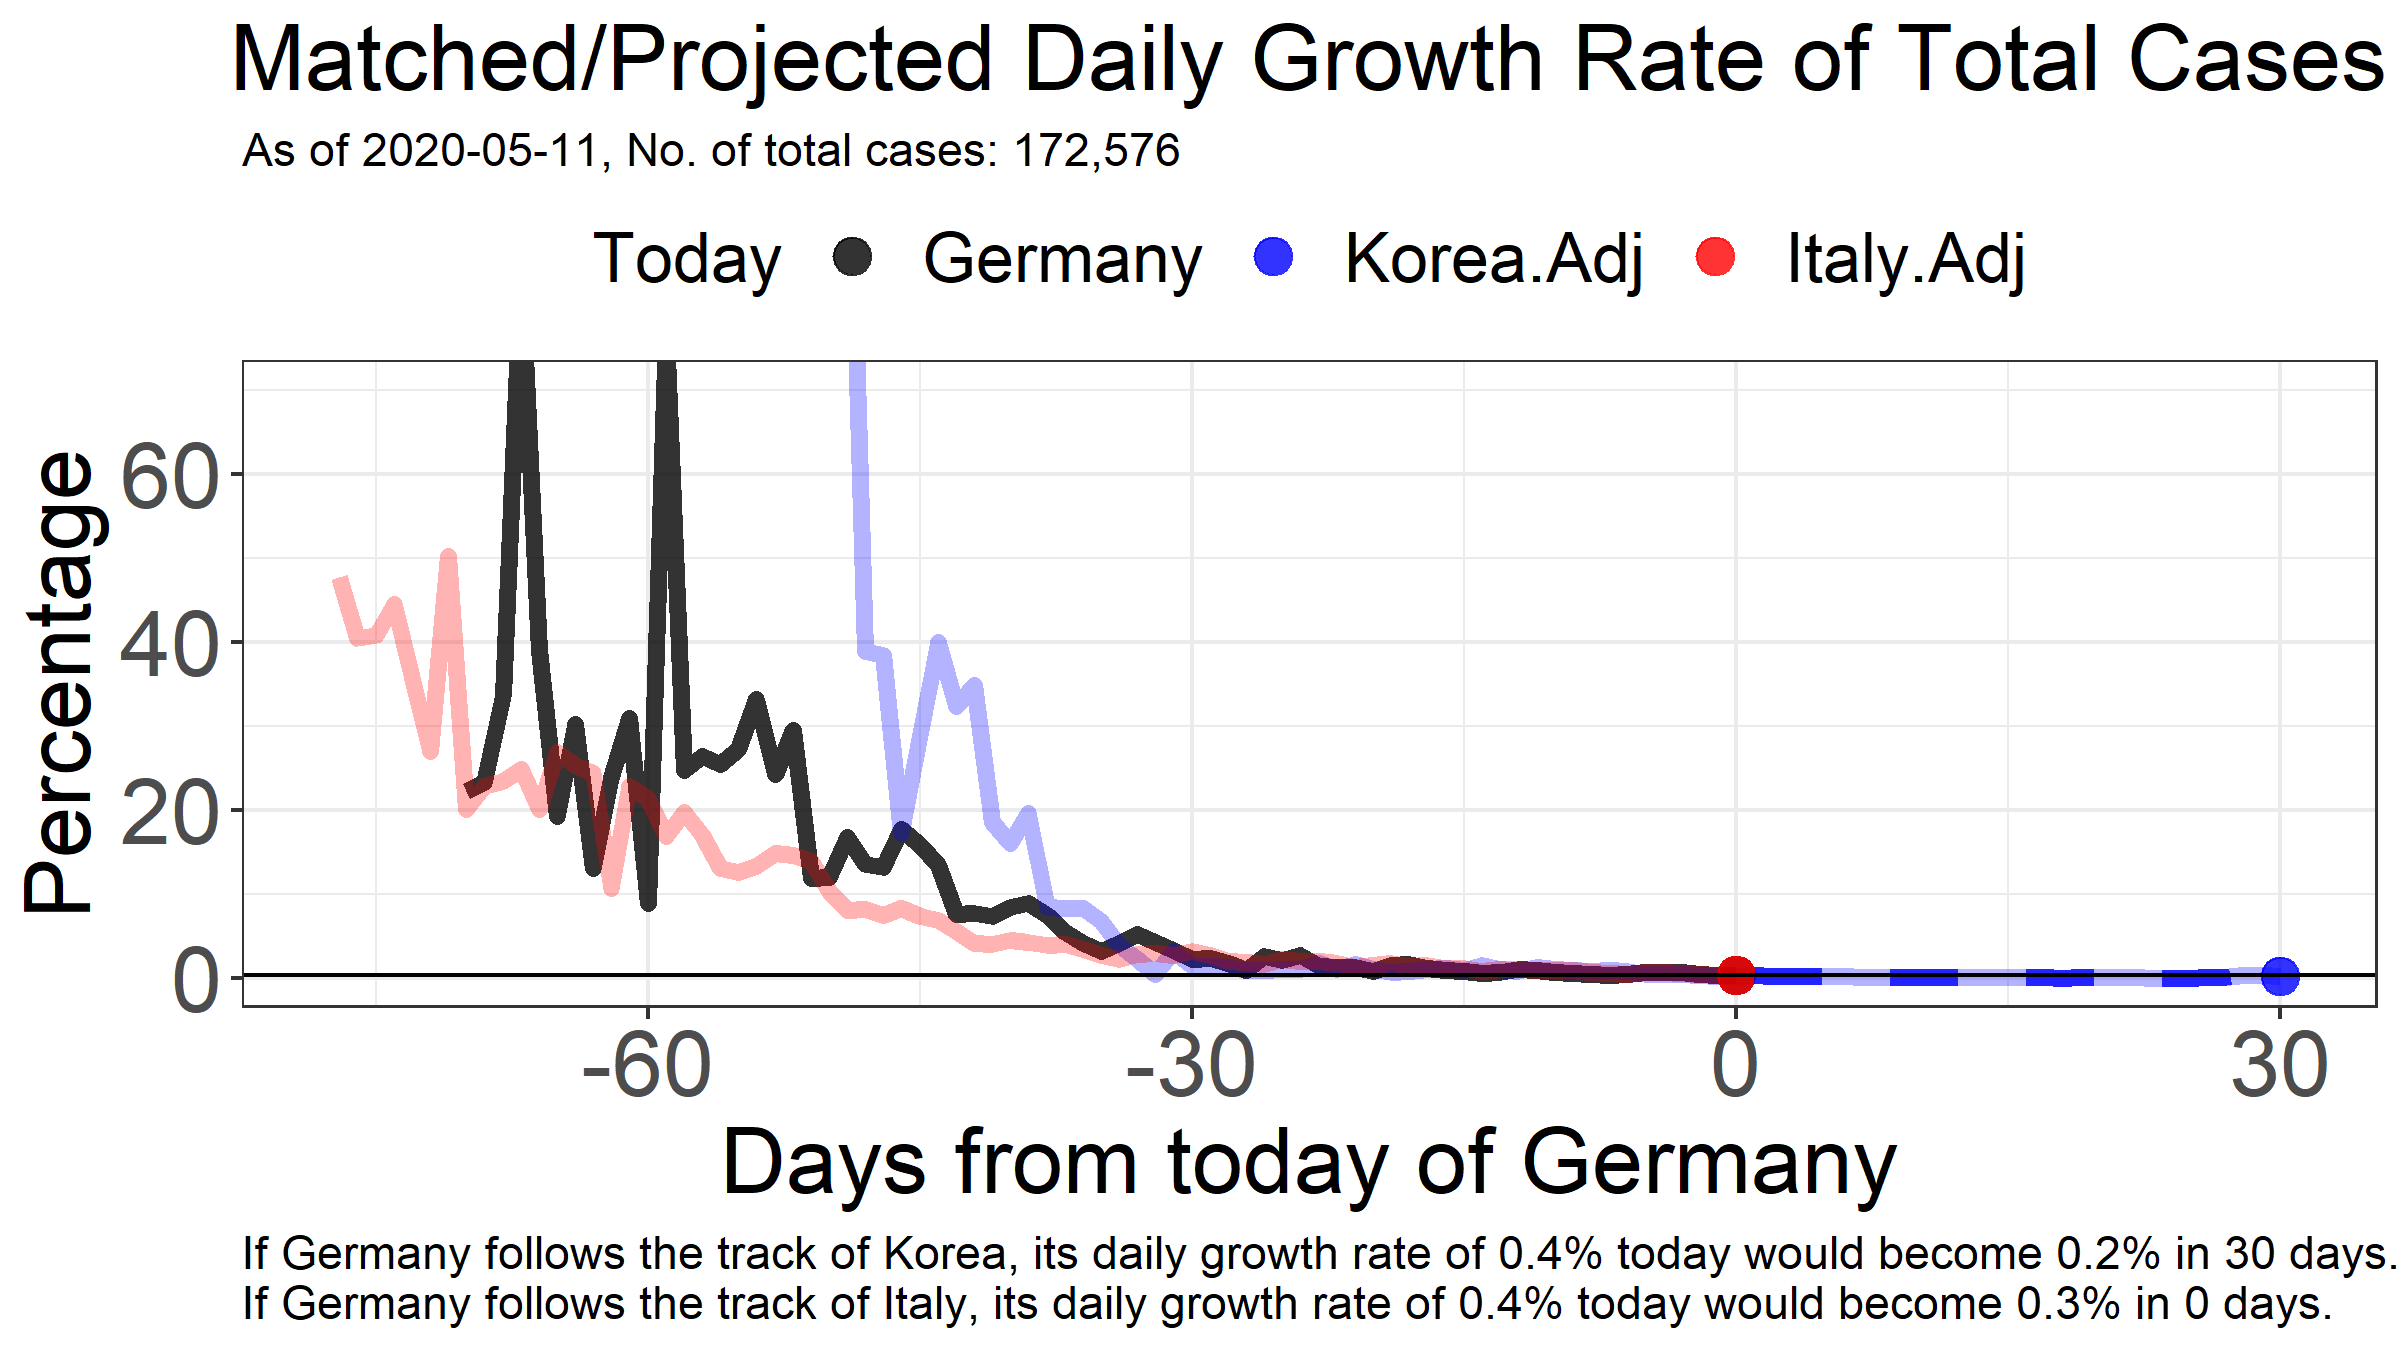 Matched/Projected Daily Growth Rate of Total Cases
As of 2020-05-11, No. of total cases: 172,576
Today Germany Korea.Adj Italy.Adj
Percentage
60
40
20
0
-60 -30 0 30
Days from today of Germany
If Germany follows the track of Korea, its daily growth rate of 0.4% today would become 0.2% in 30 days.
If Germany follows the track of Italy, its daily growth rate of 0.4% today would become 0.3% in 0 days.